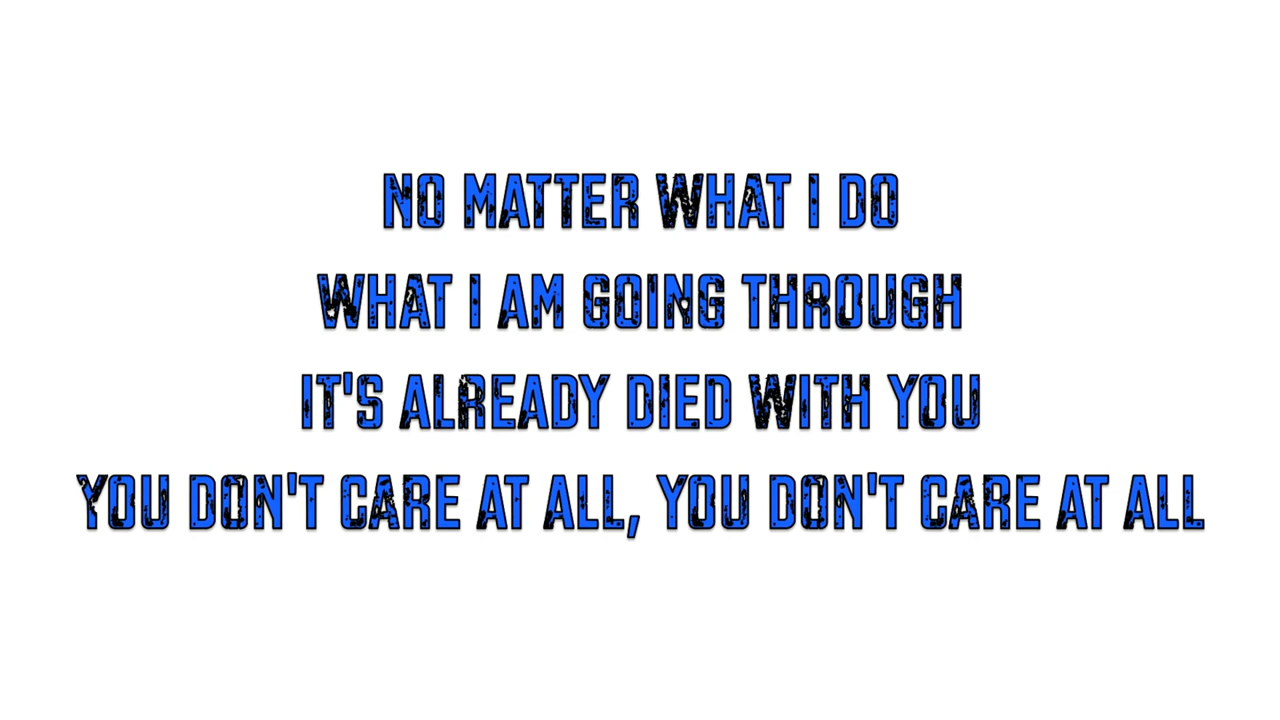 NO MATTER WHAT I DO
WHAT I AM GOING THROUGH
IT'S ALREADY DIED WITH YOU
YOU DON'T CARE AT ALL, YOU DON'T CARE AT ALL